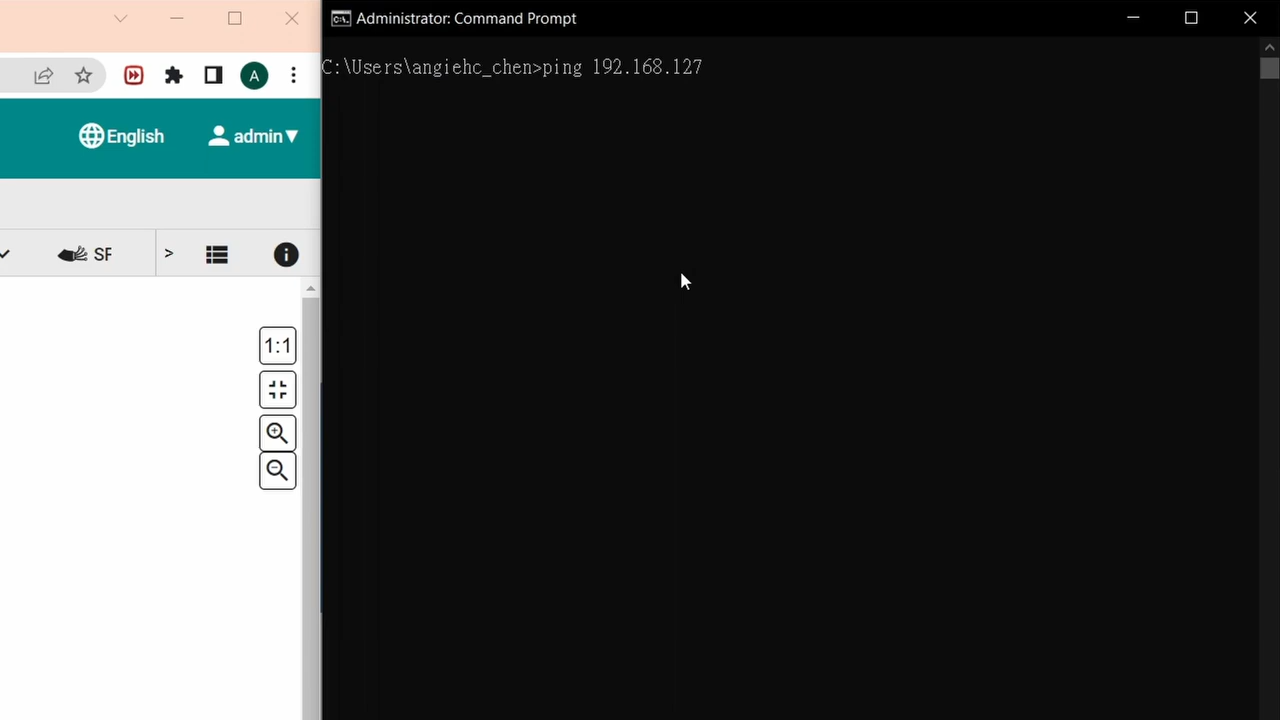 Administrator: Command Prompt
C:\Users\angiehc_chen>ping 192.168.127
A
English
admin
SF
>
1:1